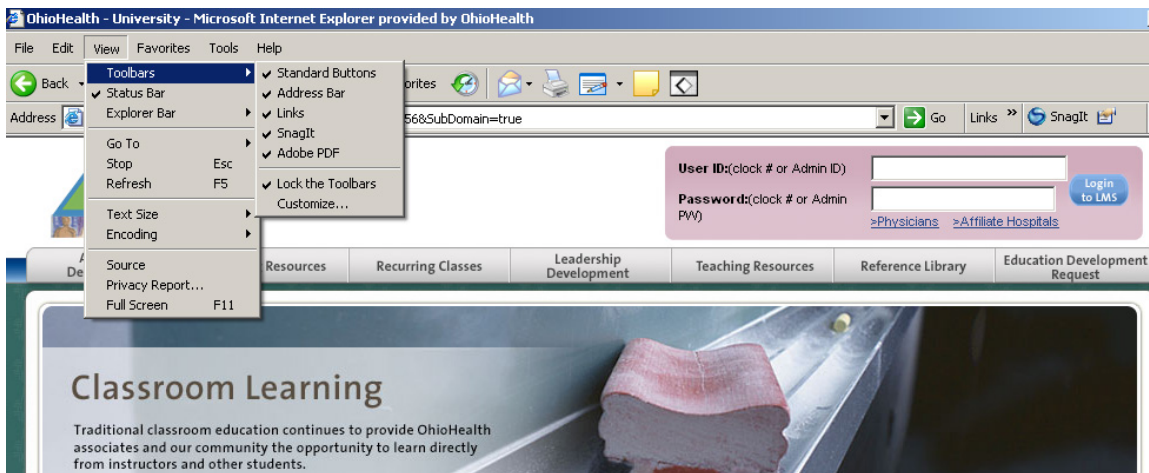 OhioHealth - University - Microsoft Internet Explorer provided by OhioHealth
File Edit View Favorites Tools Help
Back
orites
Toolbars
Status Bar
Explorer Bar
Go To
Stop Esc
Refresh F5
Text Size
Encoding
Source
Privacy Report...
Full Screen F11
Standard Buttons
Address Bar
Links
SnagIt
Adobe PDF
Lock the Toolbars
Customize...
Address 56&SubDomain=true Go Links » SnagIt
User ID:(clock # or Admin ID)
Password:(clock # or Admin
PW)
Login
to LMS
>Physicians >Affiliate Hospitals
A
De
Resources
Recurring Classes
Leadership
Development
Teaching Resources
Reference Library
Education Development
Request
Classroom Learning
Traditional classroom education continues to provide OhioHealth
associates and our community the opportunity to learn directly
from instructors and other students.